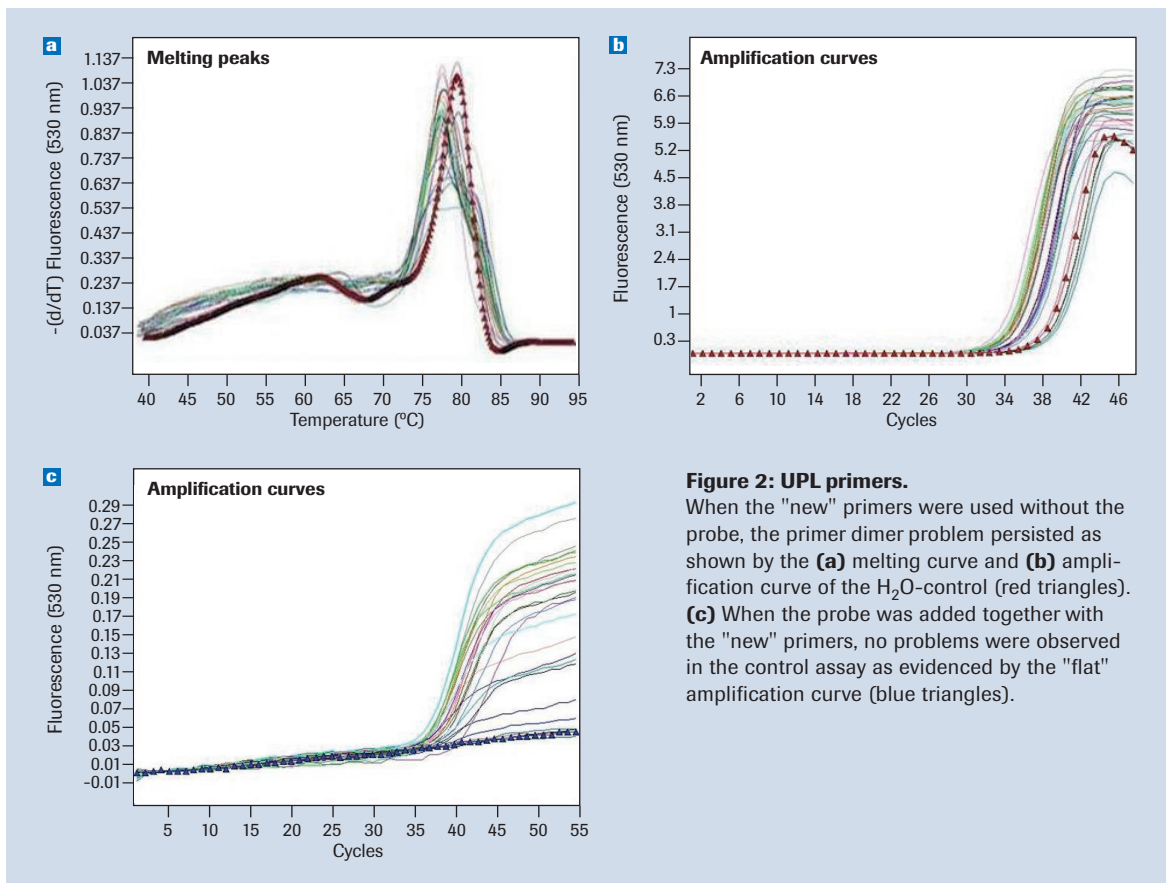 a
Melting peaks
-(d/dT) Fluorescence (530 nm)
1.137
1.037
0.937
0.837
0.737
0.637
0.537
0.437
0.337
0.237
0.137
0.037
40 45 50 55 60 65 70 75 80 85 90 95
Temperature (ºC)
b
Amplification curves
Fluorescence (530 nm)
7.3
6.6
5.9
5.2
4.5
3.8
3.1
2.4
1.7
1
0.3
2 6 10 14 18 22 26 30 34 38 42 46
Cycles
c
Amplification curves
Fluorescence (530 nm)
0.29
0.27
0.25
0.23
0.21
0.19
0.17
0.15
0.13
0.11
0.09
0.07
0.05
0.03
0.01
-0.01
5 10 15 20 25 30 35 40 45 50 55
Cycles
Figure 2: UPL primers.
When the "new" primers were used without the
probe, the primer dimer problem persisted as
shown by the (a) melting curve and (b) ampli-
fication curve of the H2O-control (red triangles).
(c) When the probe was added together with
the "new" primers, no problems were observed
in the control assay as evidenced by the "flat"
amplification curve (blue triangles).